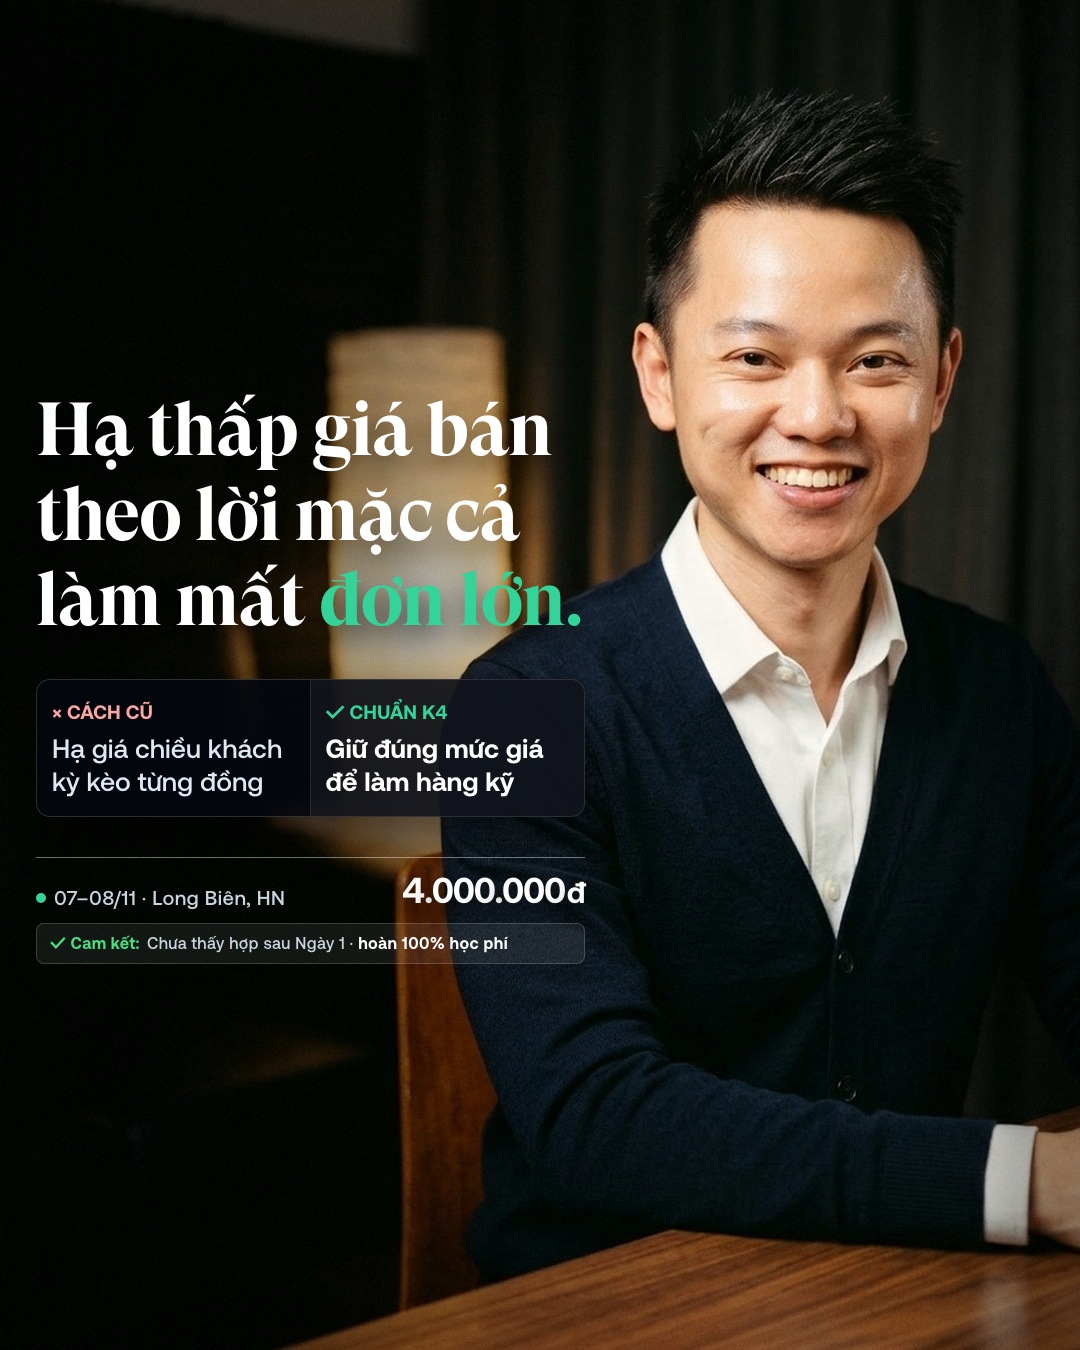 Hạ thấp giá bán
theo lời mặc cả
làm mất đơn lớn.
× CÁCH CŨ
Hạ giá chiều khách
kỳ kèo từng đồng
✓ CHUẨN K4
Giữ đúng mức giá
để làm hàng kỹ
07–08/11 · Long Biên, HN
4.000.000đ
✓ Cam kết: Chưa thấy hợp sau Ngày 1 · hoàn 100% học phí